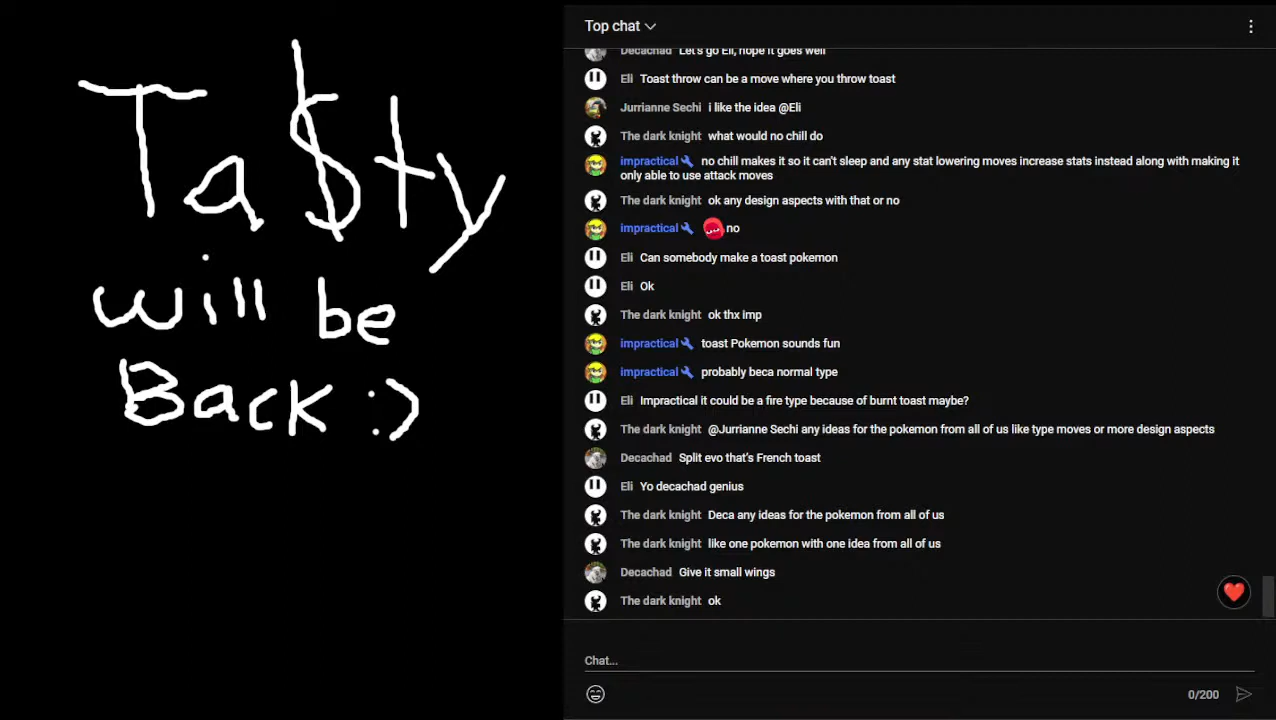 Ta$ty
will be
Back :)
Top chat
Decachad Let's go Eli, hope it goes well
Eli Toast throw can be a move where you throw toast
Jurrianne Sechi i like the idea @Eli
The dark knight what would no chill do
impractical no chill makes it so it can't sleep and any stat lowering moves increase stats instead along with making it
only able to use attack moves
The dark knight ok any design aspects with that or no
impractical no
Eli Can somebody make a toast pokemon
Eli Ok
The dark knight ok thx imp
impractical toast Pokemon sounds fun
impractical probably beca normal type
Eli Impractical it could be a fire type because of burnt toast maybe?
The dark knight @Jurrianne Sechi any ideas for the pokemon from all of us like type moves or more design aspects
Decachad Split evo that's French toast
Eli Yo decachad genius
The dark knight Deca any ideas for the pokemon from all of us
The dark knight like one pokemon with one idea from all of us
Decachad Give it small wings
The dark knight ok
Chat...
0/200